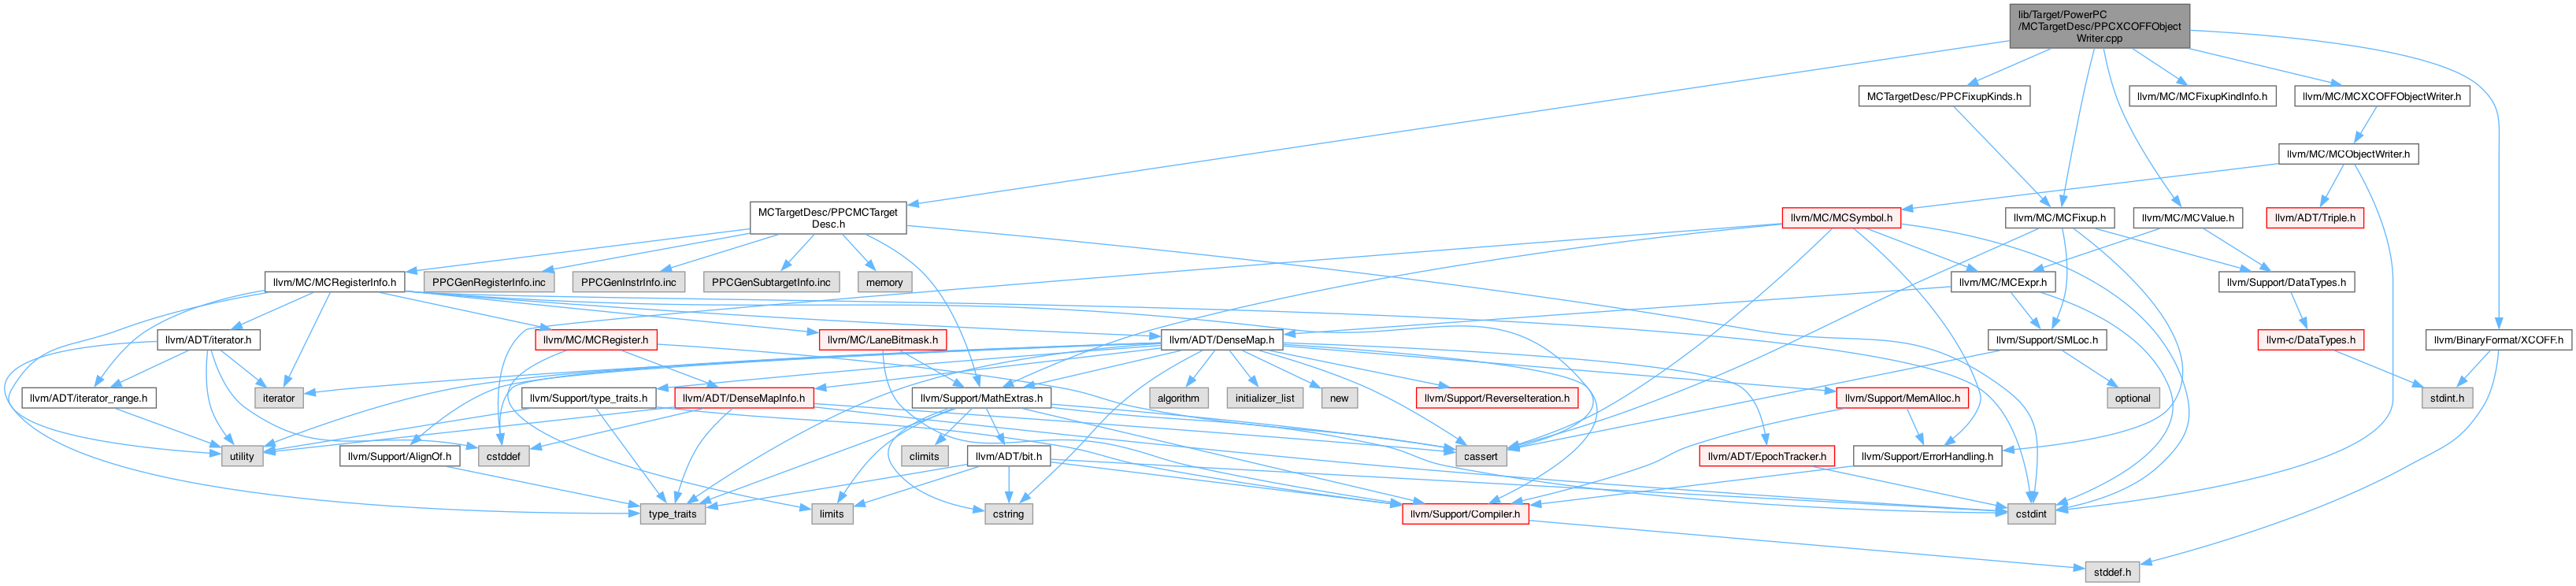 lib/Target/PowerPC
/MCTargetDesc/PPCXCOFFObject
Writer.cpp
MCTargetDesc/PPCFixupKinds.h
llvm/MC/MCFixupKindInfo.h
llvm/MC/MCXCOFFObjectWriter.h
llvm/MC/MCObjectWriter.h
MCTargetDesc/PPCMCTarget
Desc.h
llvm/MC/MCSymbol.h
llvm/MC/MCFixup.h
llvm/MC/MCValue.h
llvm/ADT/Triple.h
llvm/MC/MCRegisterInfo.h
PPCGenRegisterInfo.inc
PPCGenInstrInfo.inc
PPCGenSubtargetInfo.inc
memory
llvm/MC/MCExpr.h
llvm/Support/DataTypes.h
llvm/ADT/iterator.h
llvm/MC/MCRegister.h
llvm/MC/LaneBitmask.h
llvm/ADT/DenseMap.h
llvm/Support/SMLoc.h
llvm-c/DataTypes.h
llvm/BinaryFormat/XCOFF.h
llvm/ADT/iterator_range.h
iterator
llvm/Support/type_traits.h
llvm/ADT/DenseMapInfo.h
llvm/Support/MathExtras.h
algorithm
initializer_list
new
llvm/Support/ReverseIteration.h
llvm/Support/MemAlloc.h
optional
stdint.h
utility
llvm/Support/AlignOf.h
cstddef
climits
llvm/ADT/bit.h
cassert
llvm/ADT/EpochTracker.h
llvm/Support/ErrorHandling.h
type_traits
limits
cstring
llvm/Support/Compiler.h
cstdint
stddef.h